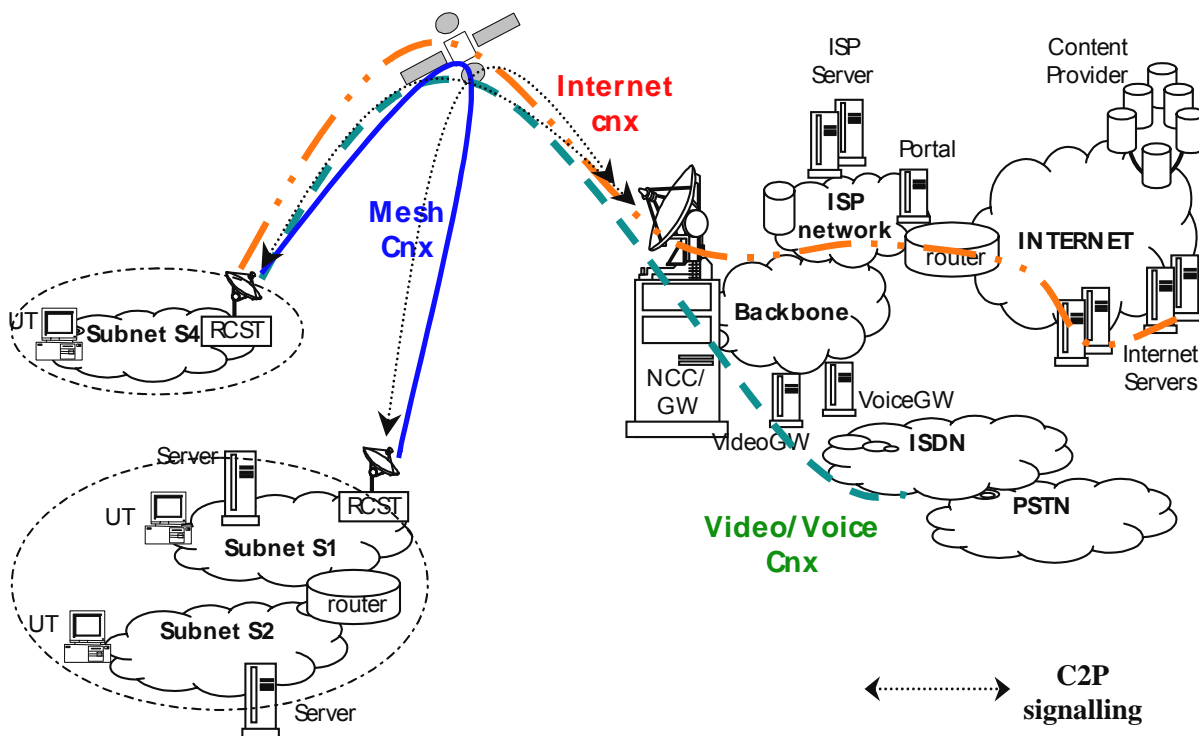 ISP
Server
Content
Provider
Internet
cnx
Portal
ISP
network
Mesh
Cnx
INTERNET
router
UT
Subnet S4
RCST
Backbone
Internet
Servers
NCC/
GW
VoiceGW
VideoGW
ISDN
Server
RCST
UT
PSTN
Video/Voice
Cnx
Subnet S1
router
UT
Subnet S2
Server
C2P
signalling